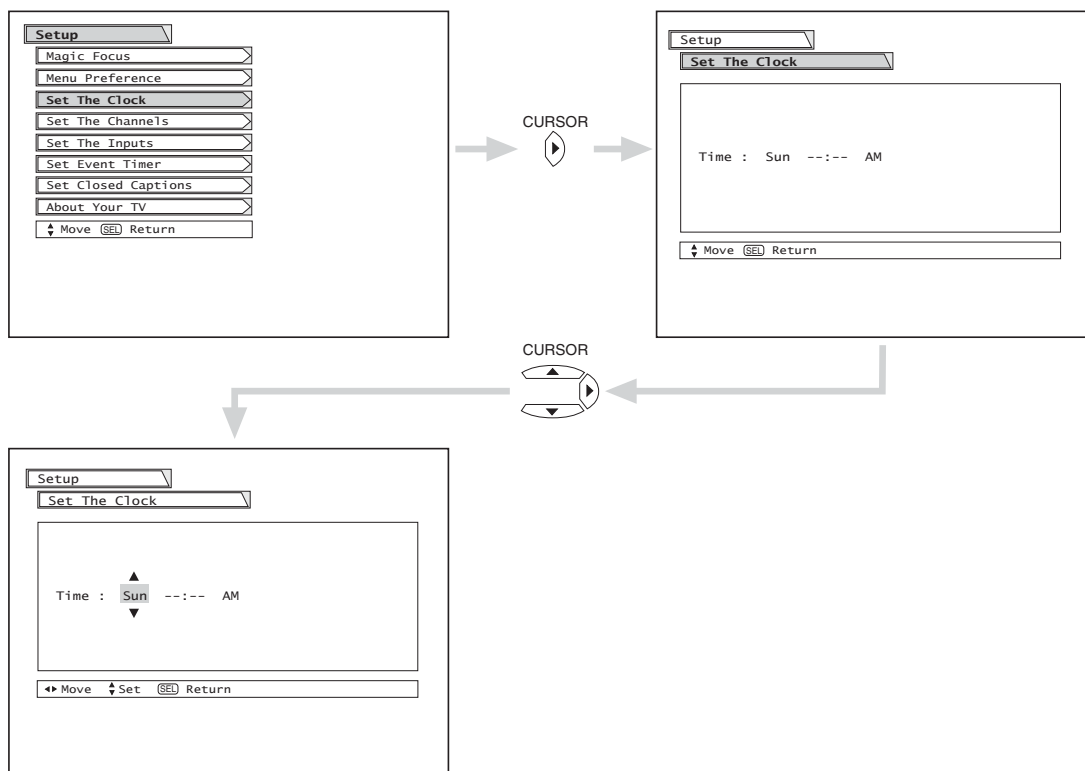 Setup
Magic Focus
Menu Preference
Set The Clock
Set The Channels
Set The Inputs
Set Event Timer
Set Closed Captions
About Your TV
Move SEL Return
CURSOR
Setup
Set The Clock
Time : Sun --:-- AM
Move SEL Return
CURSOR
Setup
Set The Clock
Time : Sun --:-- AM
Move Set SEL Return